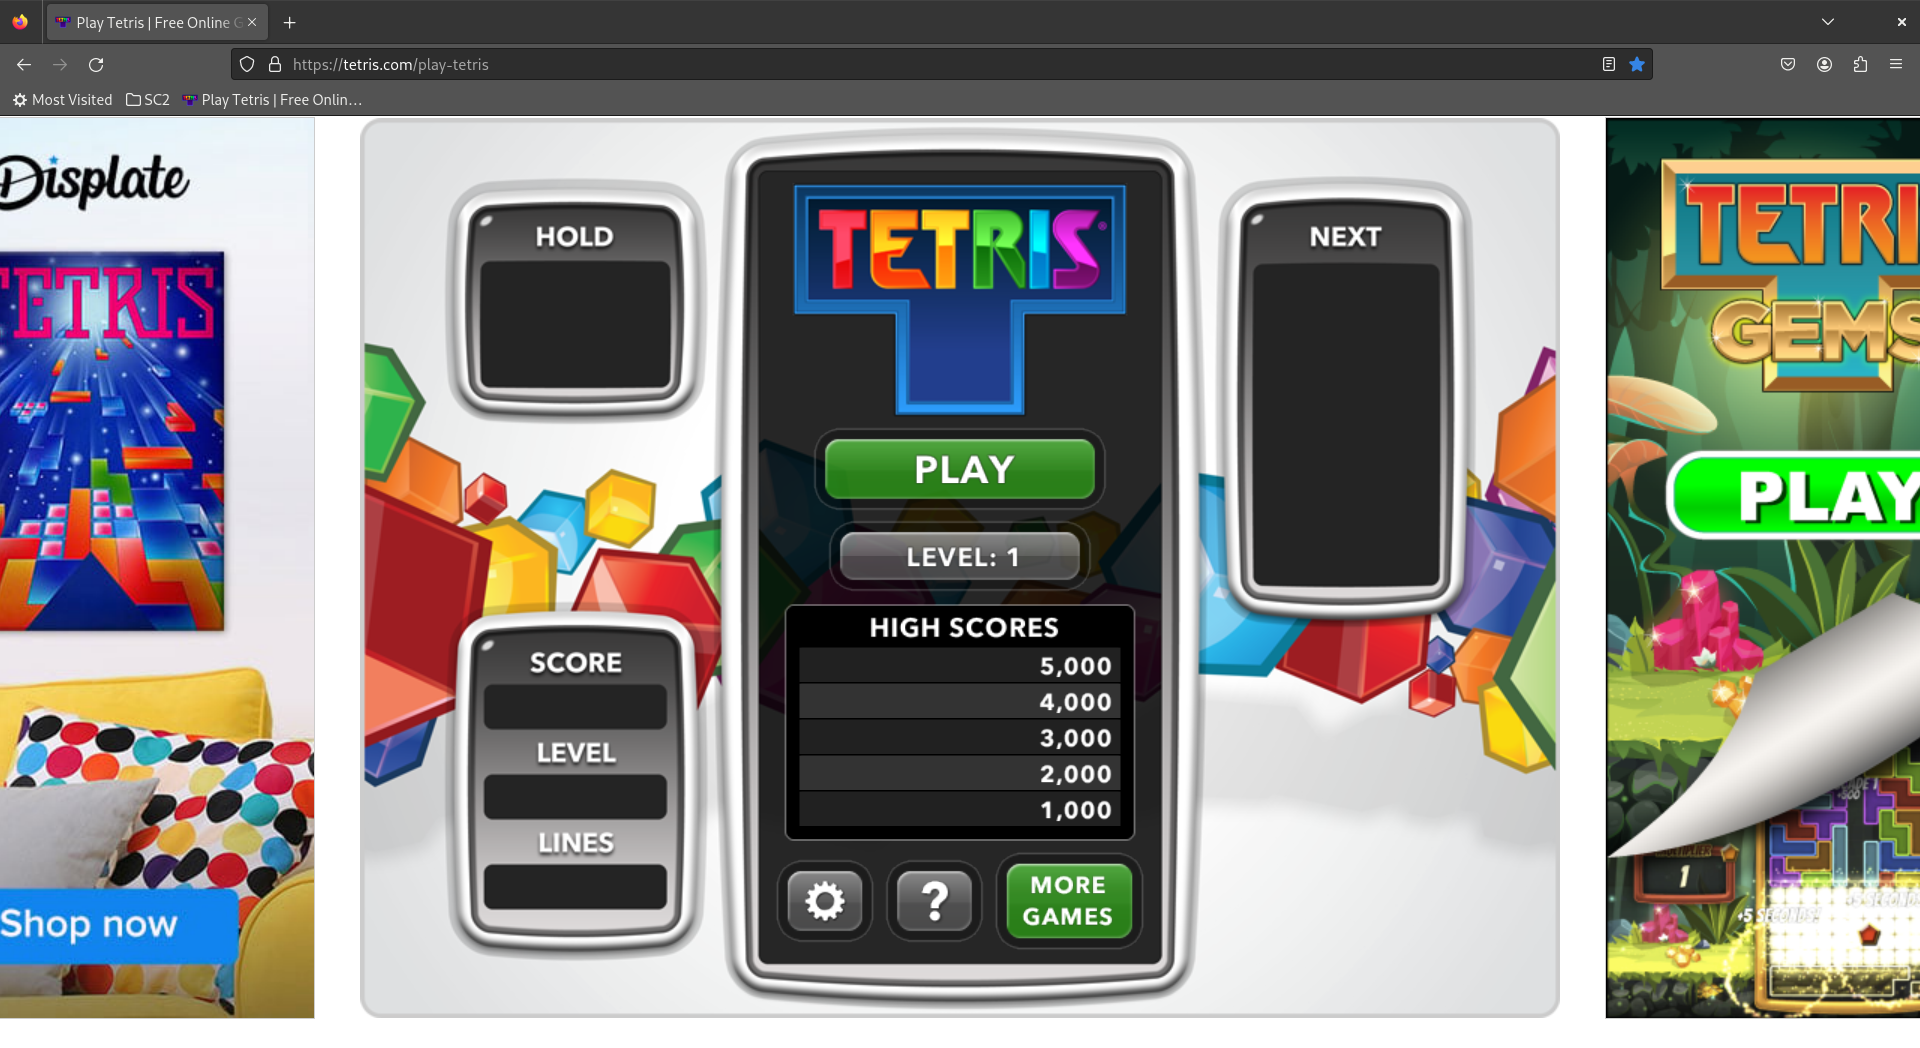 Play Tetris | Free Online G
https://tetris.com/play-tetris
Most Visited
SC2
Play Tetris | Free Onlin…
Displate
TETRIS
Shop now
HOLD
SCORE
LEVEL
LINES
TETRIS®
PLAY
LEVEL: 1
HIGH SCORES
5,000
4,000
3,000
2,000
1,000
?
MORE
GAMES
NEXT
TETRI
GEMS
PLAY
1
+5 SECONDS!